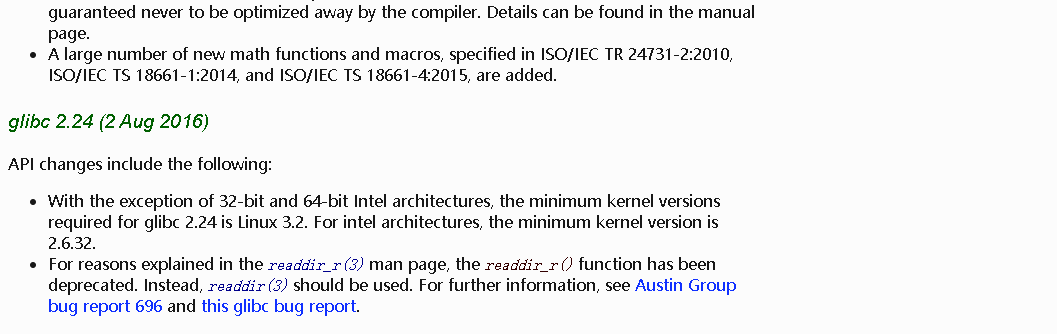 guaranteed never to be optimized away by the compiler. Details can be found in the manual
page.
• A large number of new math functions and macros, specified in ISO/IEC TR 24731-2:2010,
ISO/IEC TS 18661-1:2014, and ISO/IEC TS 18661-4:2015, are added.
glibc 2.24 (2 Aug 2016)
API changes include the following:
• With the exception of 32-bit and 64-bit Intel architectures, the minimum kernel versions
required for glibc 2.24 is Linux 3.2. For intel architectures, the minimum kernel version is
2.6.32.
• For reasons explained in the readdir_r(3) man page, the readdir_r() function has been
deprecated. Instead, readdir(3) should be used. For further information, see Austin Group
bug report 696 and this glibc bug report.